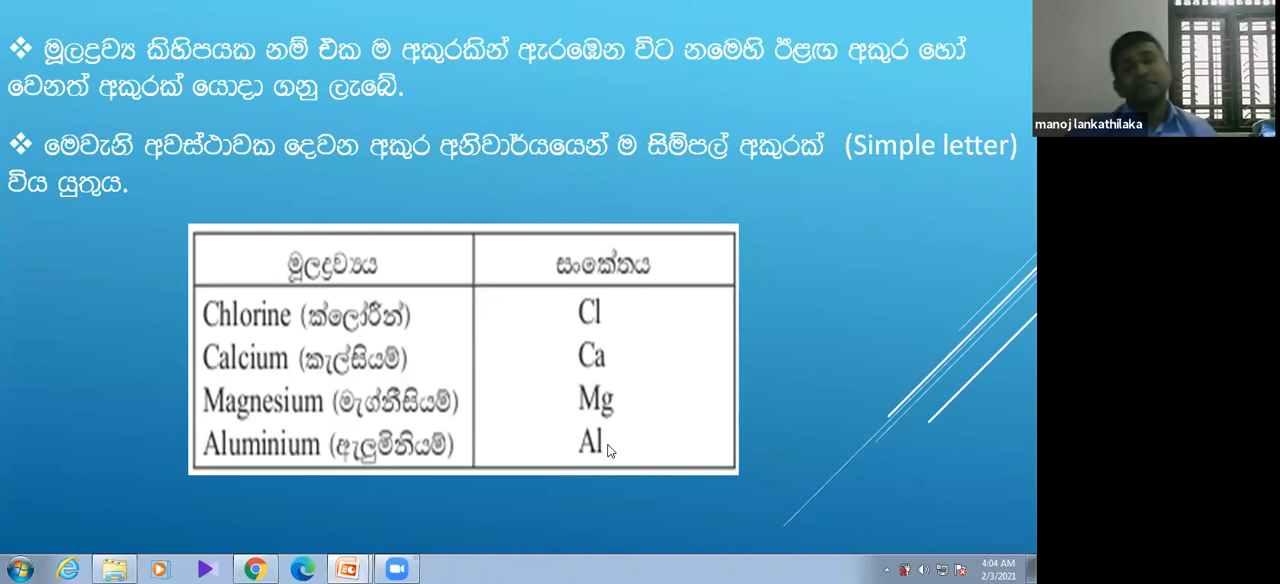 ❖ මූලද්‍රව්‍ය කිහිපයක නම් එක ම අකුරකින් ඇරඹෙන විට නමෙහි ඊළඟ අකුර හෝ
වෙනත් අකුරක් යොදා ගනු ලැබේ.
❖ මෙවැනි අවස්ථාවක දෙවන අකුර අනිවාර්යයෙන් ම සිම්පල් අකුරක් (Simple letter)
විය යුතුය.
මූලද්‍රව්‍යය සංකේතය
Chlorine (ක්ලෝරීන්) Cl
Calcium (කැල්සියම්) Ca
Magnesium (මැග්නීසියම්) Mg
Aluminium (ඇලුමිනියම්) Al
manoj lankathilaka
4:04 AM
2/3/2021